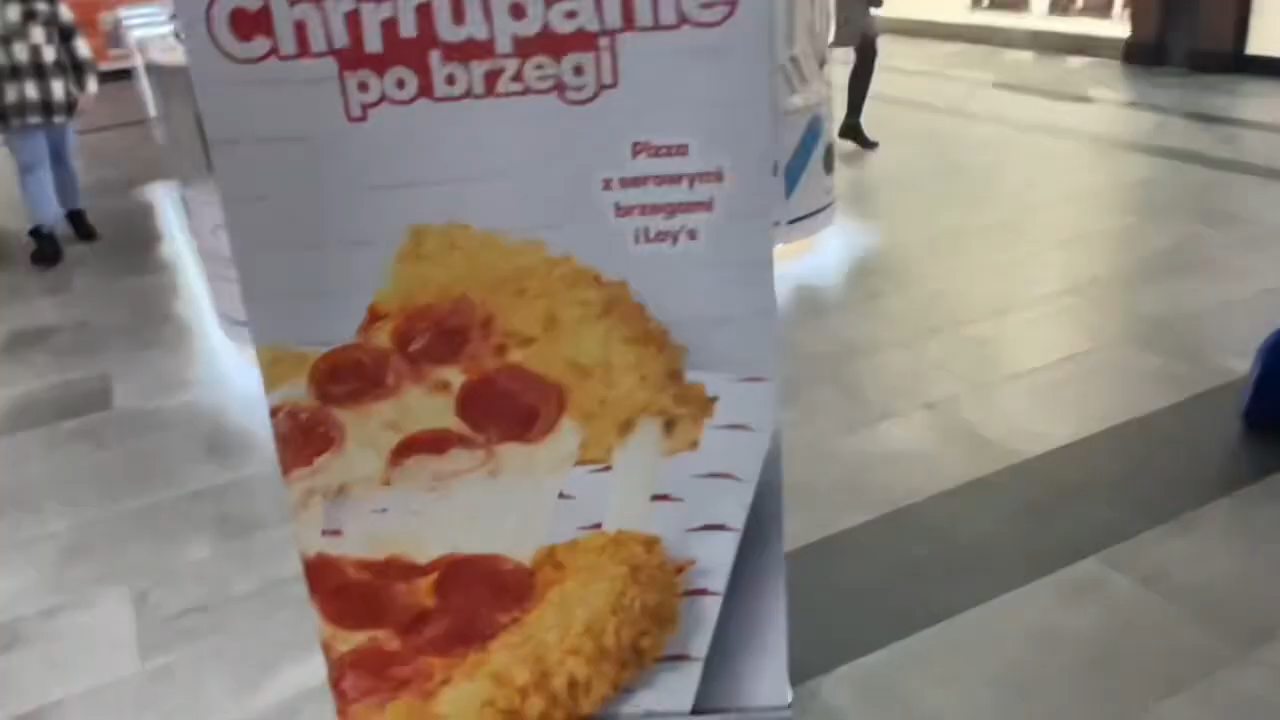 Chrrrupanie
po brzegi
Pizza
z serowymi
brzegami
i Lay's